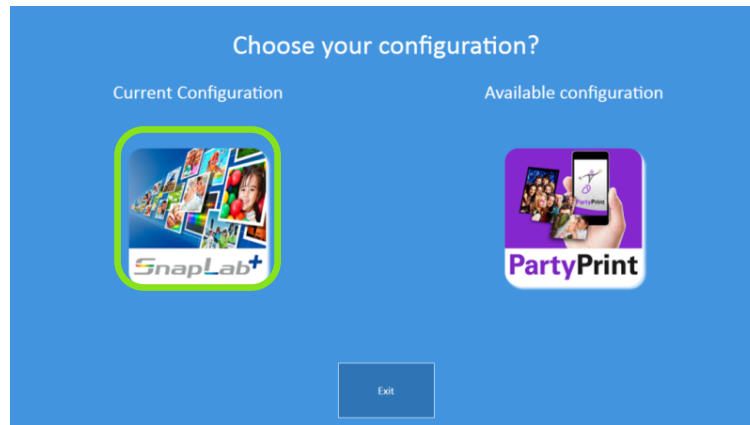 Choose your configuration?
Current Configuration
Available configuration
SnapLab+
PartyPrint
PartyPrint
Exit